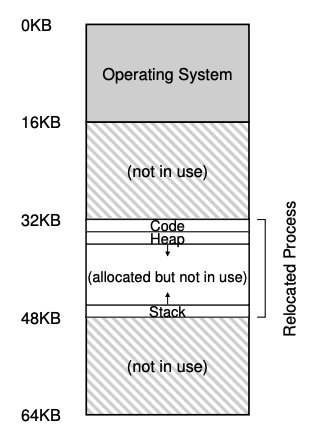 0KB
Operating System
16KB
(not in use)
32KB
Code
Heap
(allocated but not in use)
Stack
48KB
(not in use)
64KB
Relocated Process